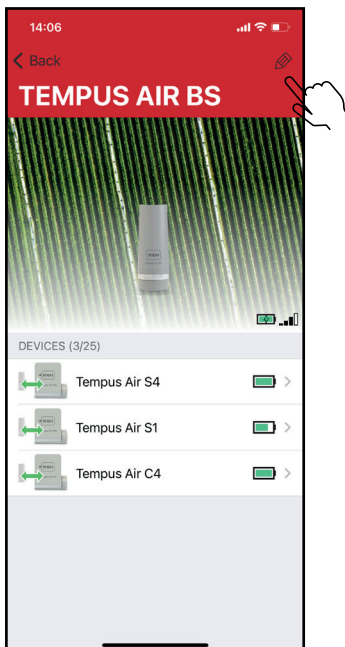 14:06
Back
TEMPUS AIR BS
DEVICES (3/25)
Tempus Air S4
Tempus Air S1
Tempus Air C4